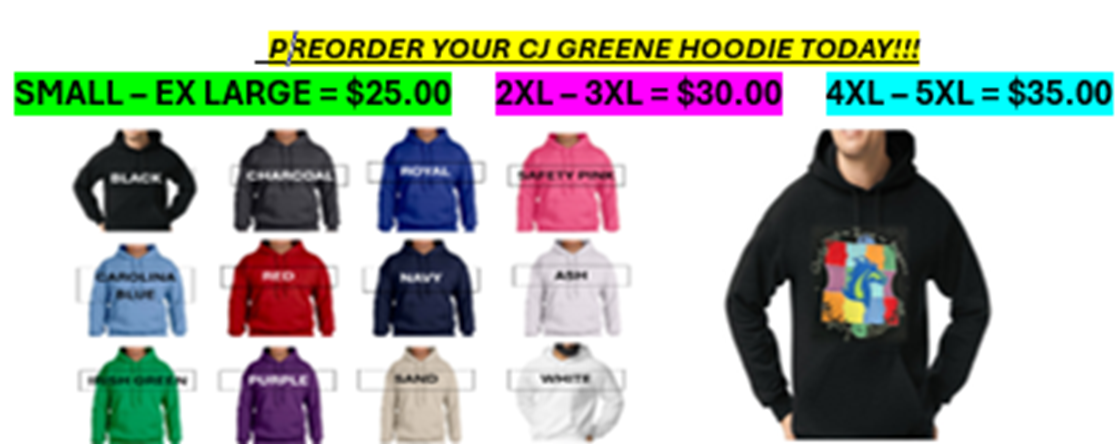 PREORDER YOUR CJ GREENE HOODIE TODAY!!!
SMALL – EX LARGE = $25.00 2XL – 3XL = $30.00 4XL – 5XL = $35.00
BLACK CHARCOAL ROYAL SAFETY PINK
CAROLINA
BLUE
RED NAVY ASH
IRISH GREEN PURPLE SAND WHITE